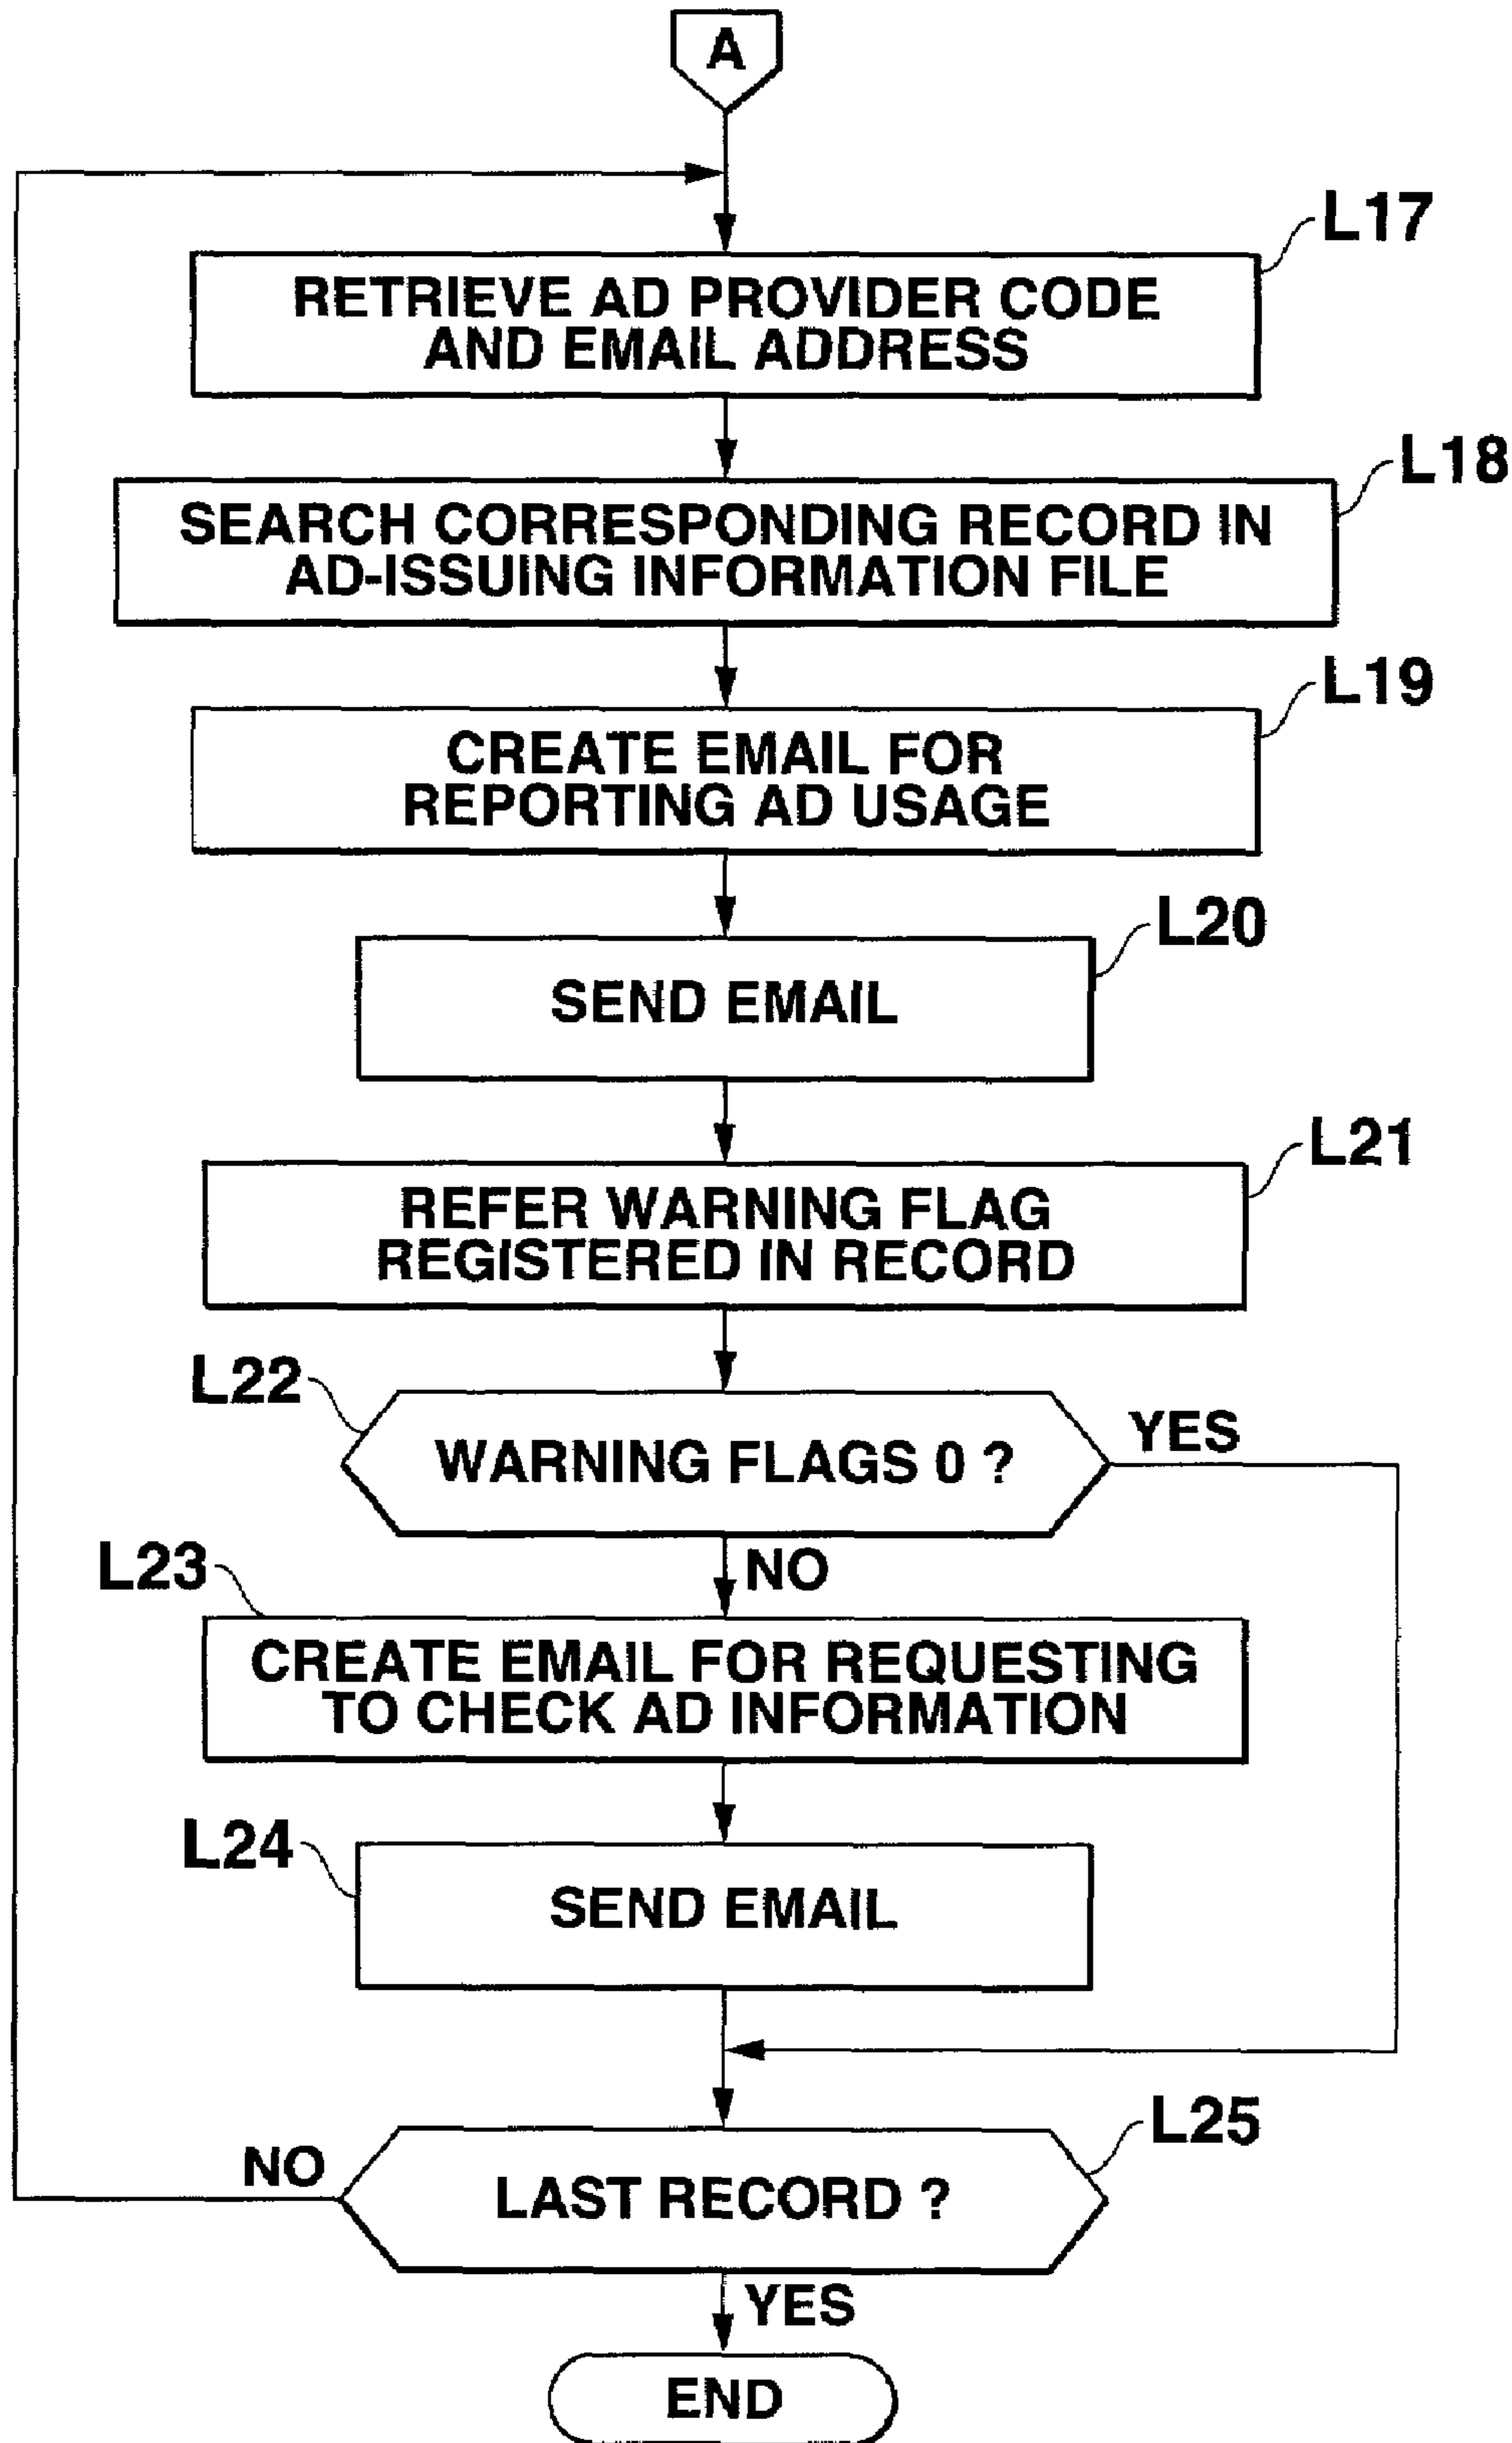 A
L17
RETRIEVE AD PROVIDER CODE
AND EMAIL ADDRESS
L18
SEARCH CORRESPONDING RECORD IN
AD-ISSUING INFORMATION FILE
L19
CREATE EMAIL FOR
REPORTING AD USAGE
L20
SEND EMAIL
L21
REFER WARNING FLAG
REGISTERED IN RECORD
L22
WARNING FLAGS 0 ?
YES
NO
L23
CREATE EMAIL FOR REQUESTING
TO CHECK AD INFORMATION
L24
SEND EMAIL
L25
NO
LAST RECORD ?
YES
END